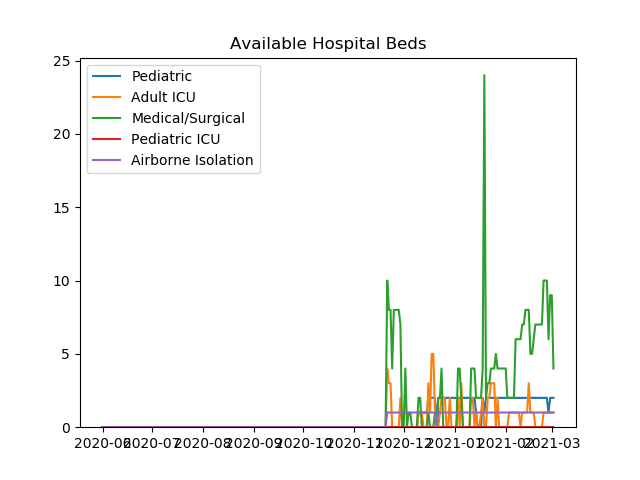 Available Hospital Beds
25
20
15
10
5
0
Pediatric
Adult ICU
Medical/Surgical
Pediatric ICU
Airborne Isolation
2020-06
2020-07
2020-08
2020-09
2020-10
2020-11
2020-12
2021-01
2021-02
2021-03